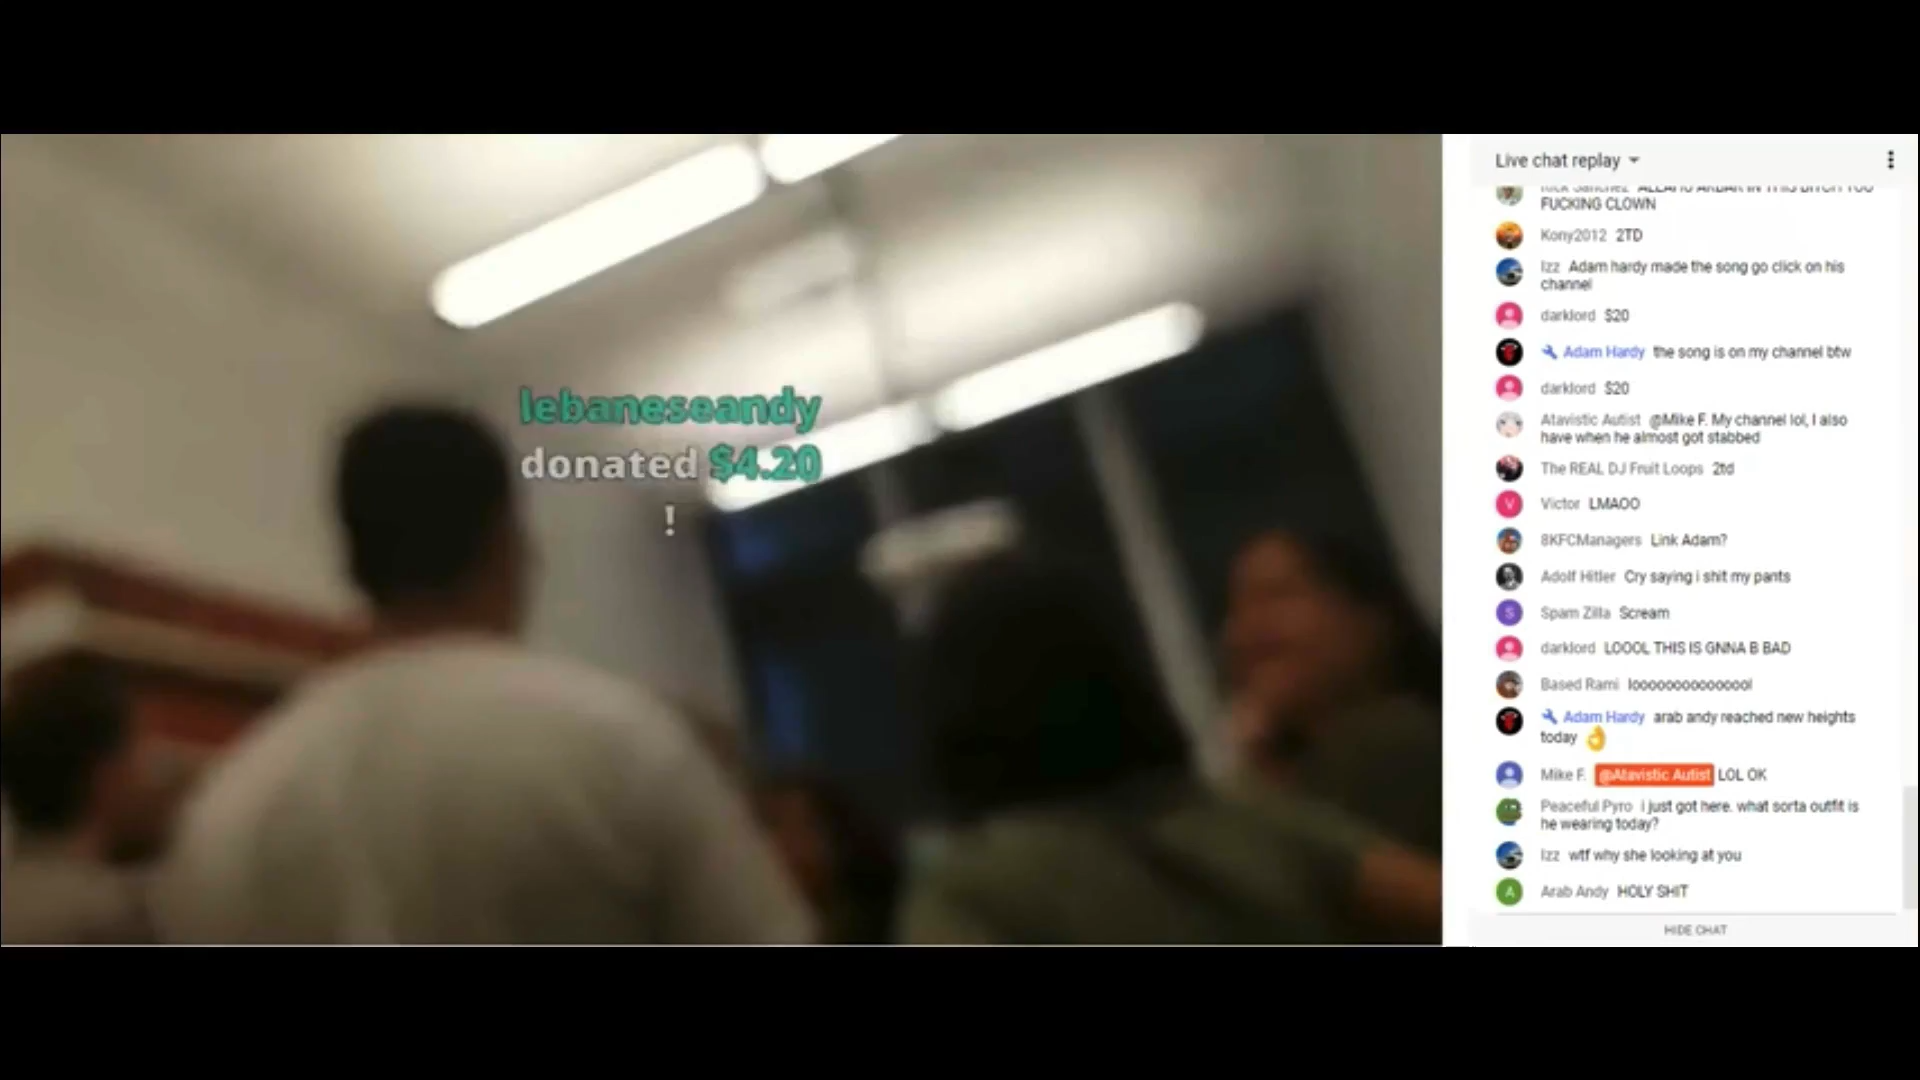 lebaneseandy
donated $4.20
!
Live chat replay
FUCKING CLOWN
Kony2012 2TD
Izz Adam hardy made the song go click on his
channel
darklord $20
Adam Hardy the song is on my channel btw
darklord $20
Atavistic Autist @Mike F. My channel lol, I also
have when he almost got stabbed
The REAL DJ Fruit Loops 2td
V
Victor LMAOO
8KFCManagers Link Adam?
Adolf Hitler Cry saying i shit my pants
S
Spam Zilla Scream
darklord LOOOL THIS IS GNNA B BAD
Based Rami looooooooooooool
Adam Hardy arab andy reached new heights
today 👌
Mike F. @Atavistic Autist LOL OK
Peaceful Pyro i just got here. what sorta outfit is
he wearing today?
Izz wtf why she looking at you
A
Arab Andy HOLY SHIT
HIDE CHAT